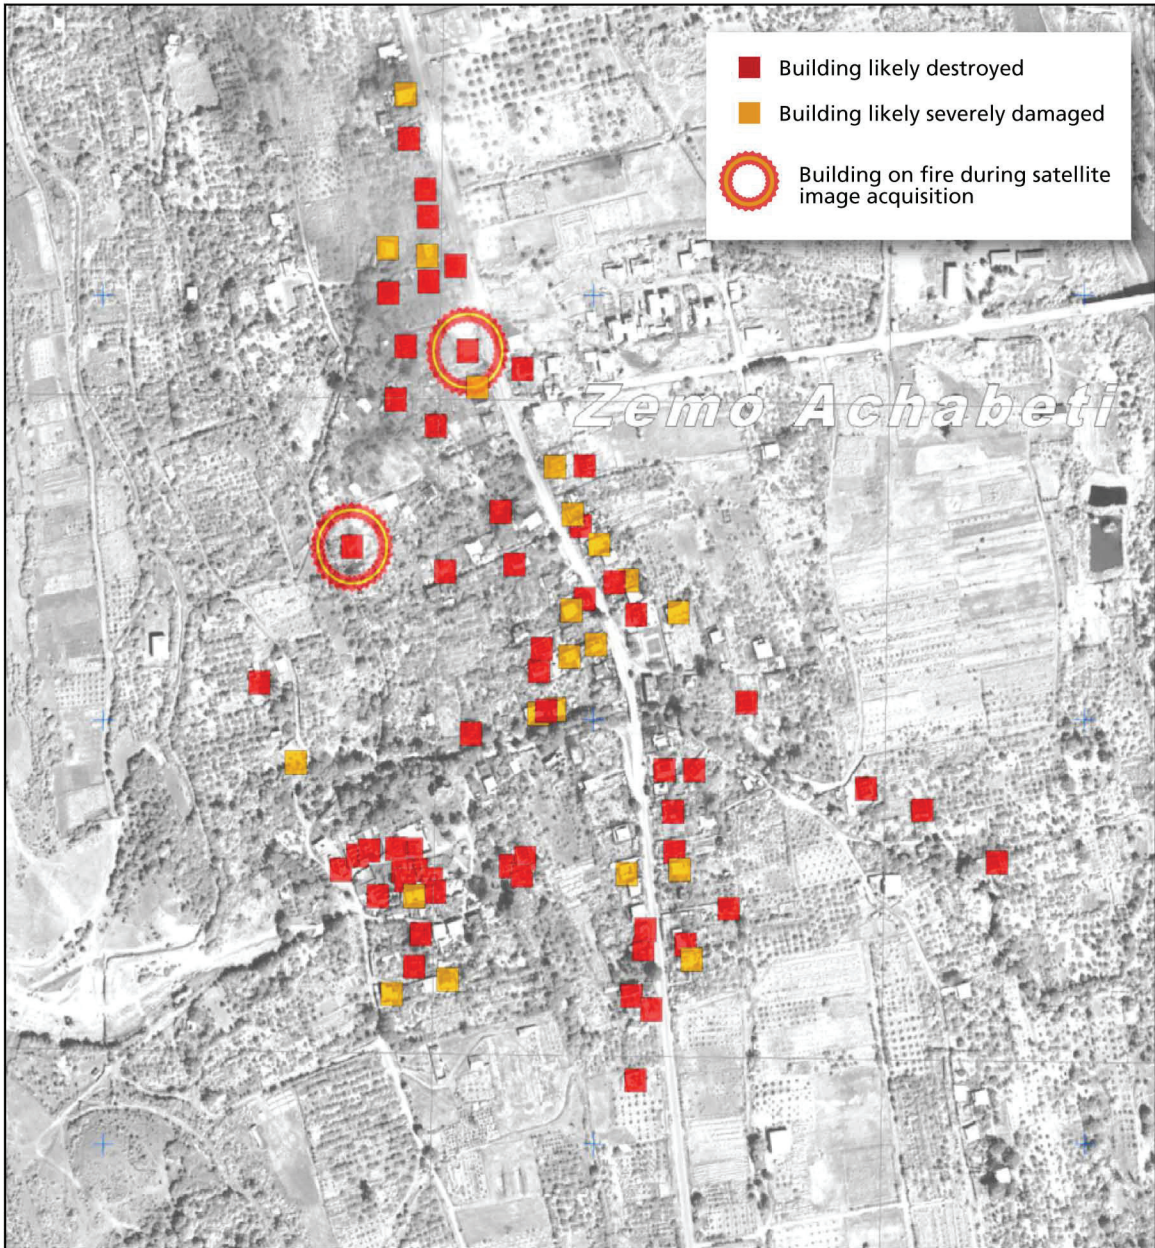 Building likely destroyed
Building likely severely damaged
Building on fire during satellite
image acquisition
Zemo Achabeti